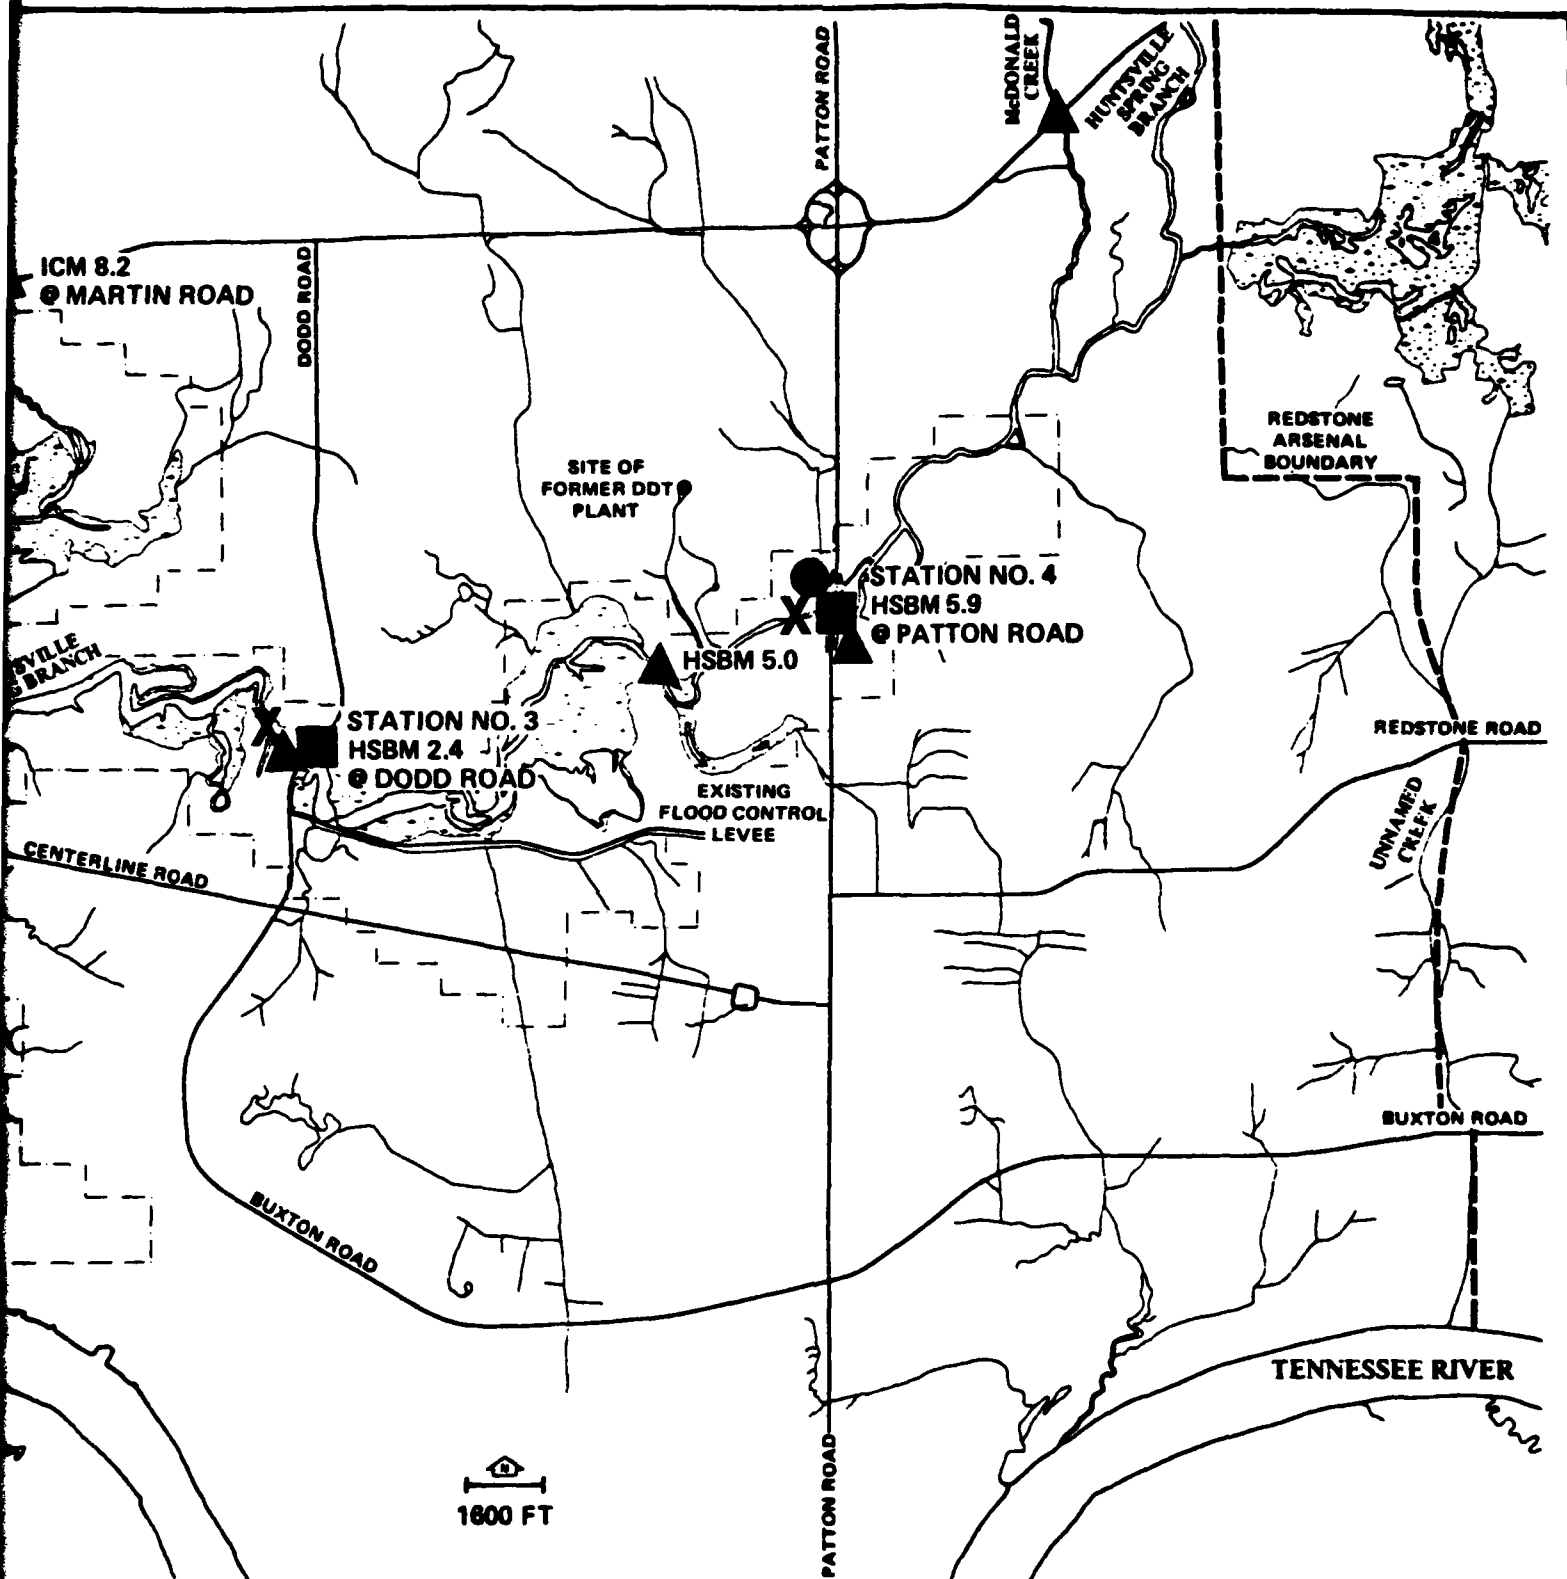 PATTON ROAD
McDONALD
CREEK
HUNTSVILLE
SPRING
BRANCH
ICM 8.2
@ MARTIN ROAD
DODD ROAD
REDSTONE
ARSENAL
BOUNDARY
SITE OF
FORMER DDT
PLANT
STATION NO. 4
HSBM 5.9
@ PATTON ROAD
X
HSBM 5.0
SVILLE
BRANCH
X
STATION NO. 3
HSBM 2.4
@ DODD ROAD
REDSTONE ROAD
EXISTING
FLOOD CONTROL
LEVEE
UNNAMED
CREEK
CENTERLINE ROAD
BUXTON ROAD
BUXTON ROAD
TENNESSEE RIVER
PATTON ROAD
N
1600 FT